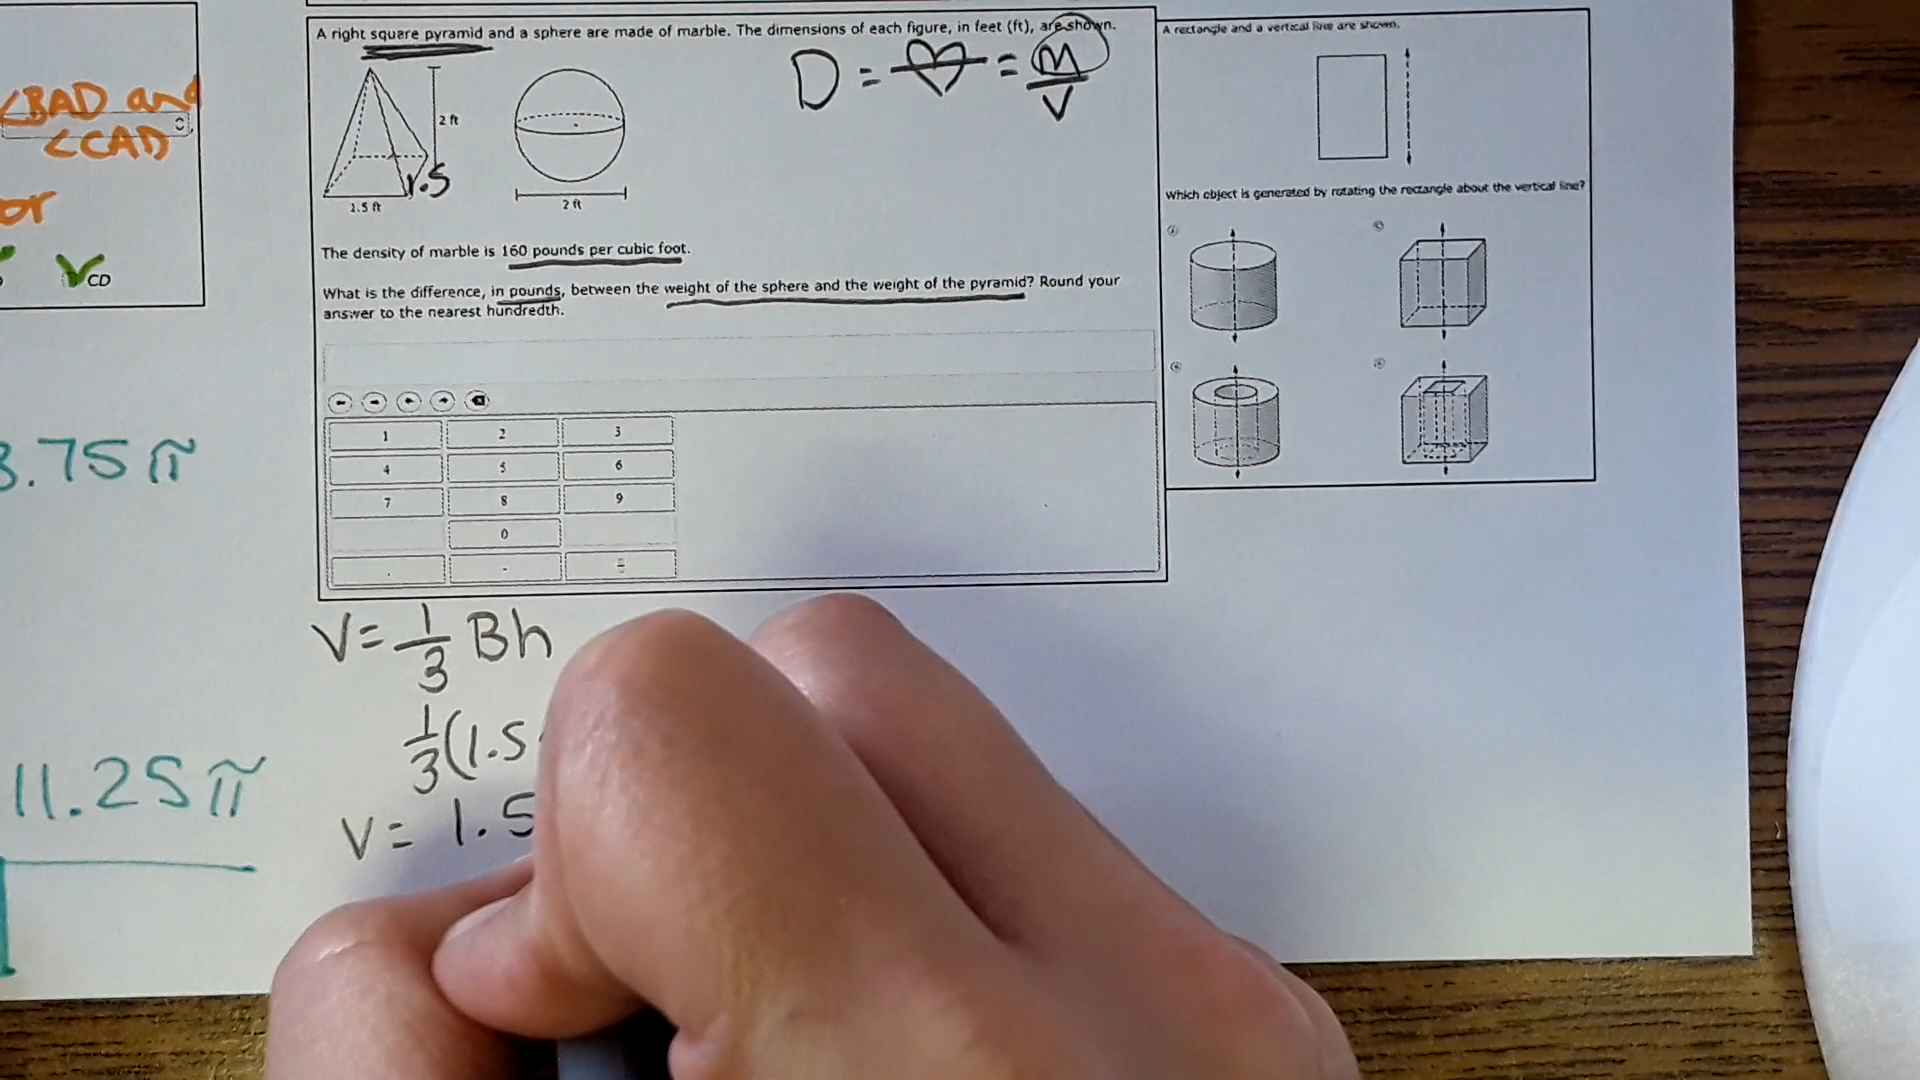 <BAD and
<CAD
or
CD
3.75π
11.25π
A right square pyramid and a sphere are made of marble. The dimensions of each figure, in feet (ft), are shown.
D = = m/V
2 ft
1.5
1.5 ft
2 ft
The density of marble is 160 pounds per cubic foot.
What is the difference, in pounds, between the weight of the sphere and the weight of the pyramid? Round your
answer to the nearest hundredth.
1 2 3
4 5 6
7 8 9
0
. -
V = 1/3 Bh
1/3(1.5
V = 1.5
A rectangle and a vertical line are shown.
Which object is generated by rotating the rectangle about the vertical line?